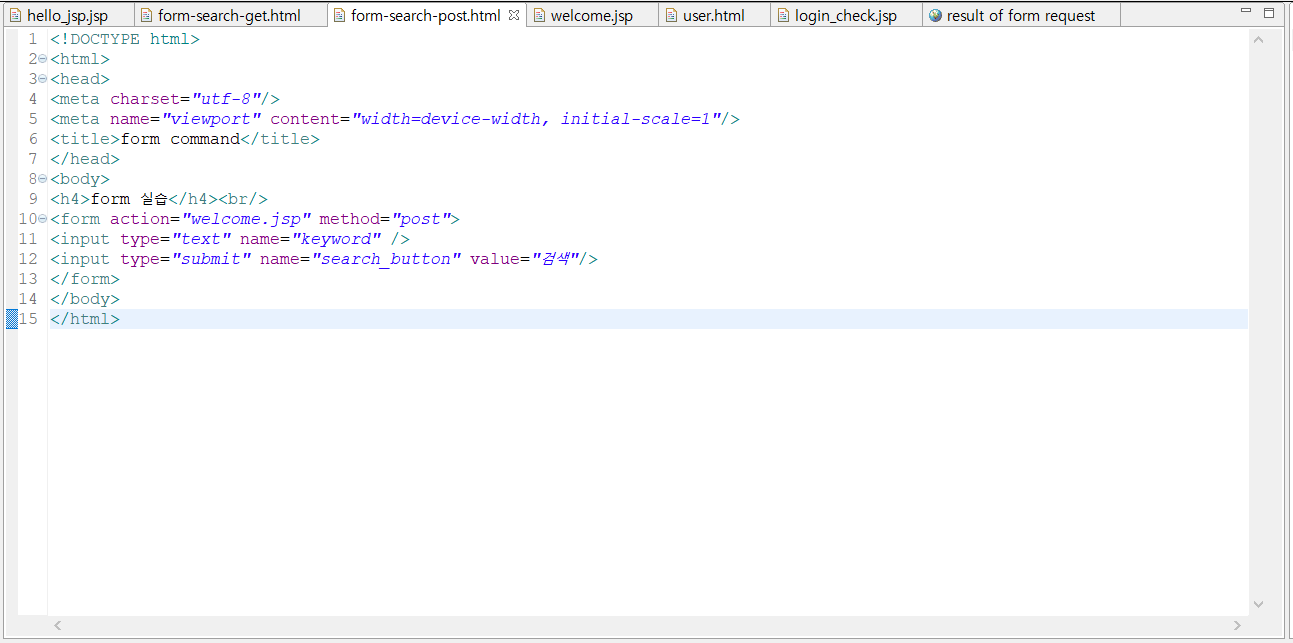 hello_jsp.jsp form-search-get.html form-search-post.html welcome.jsp user.html login_check.jsp result of form request
1 <!DOCTYPE html>
2 <html>
3 <head>
4 <meta charset="utf-8"/>
5 <meta name="viewport" content="width=device-width, initial-scale=1"/>
6 <title>form command</title>
7 </head>
8 <body>
9 <h4>form 실습</h4><br/>
10 <form action="welcome.jsp" method="post">
11 <input type="text" name="keyword" />
12 <input type="submit" name="search_button" value="검색"/>
13 </form>
14 </body>
15 </html>